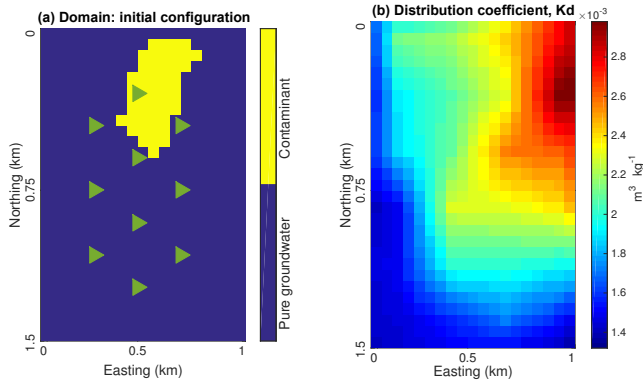 (a) Domain: initial configuration
0
0.75
1.5
Northing (km)
0
0.5
1
Easting (km)
Contaminant
Pure groundwater
(b) Distribution coefficient, Kd
0
0.75
1.5
Northing (km)
0
0.5
1
Easting (km)
×10⁻³
2.8
2.6
2.4
2.2
2
1.8
1.6
1.4
m³ kg⁻¹